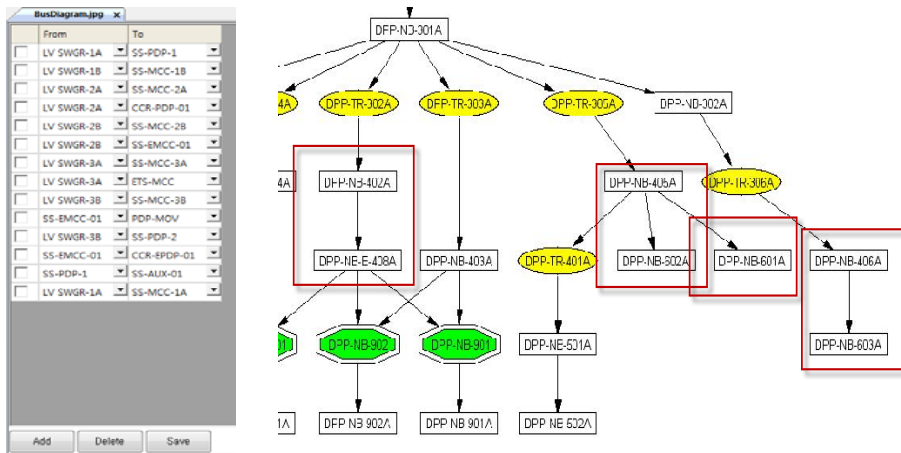 BusDiagram.jpg x
From To
LV SWGR-1A SS-PDP-1
LV SWGR-1B SS-MCC-1B
LV SWGR-2A SS-MCC-2A
LV SWGR-2A CCR-PDP-01
LV SWGR-2B SS-MCC-2B
LV SWGR-2B SS-EMCC-01
LV SWGR-3A SS-MCC-3A
LV SWGR-3A ETS-MCC
LV SWGR-3B SS-MCC-3B
SS-EMCC-01 PDP-MOV
LV SWGR-3B SS-PDP-2
SS-EMCC-01 CCR-EPDP-01
SS-PDP-1 SS-AUX-01
LV SWGR-1A SS-MCC-1A
Add Delete Save
DPP-NB-301A
4A DPP-TR-302A DPP-TR-303A DPP-TR-305A DPP-NB-302A
4A DPP-NB-402A DPP-NB-405A DPP-TR-306A
DPP-NE-E-408A DPP-NB-403A DPP-TR-401A DPP-NB-602A DPP-NB-601A DPP-NB-406A
01 DPP-NB-902 DPP-NB-901 DPP-NE-501A DPP-NB-603A
1A DPP-NB-902A DPP-NB-901A DPP-NE-502A